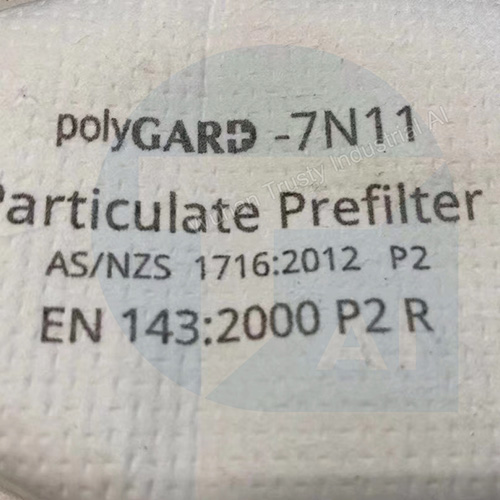 polyGARD -7N11
Particulate Prefilter
AS/NZS 1716:2012 P2
EN 143:2000 P2 R